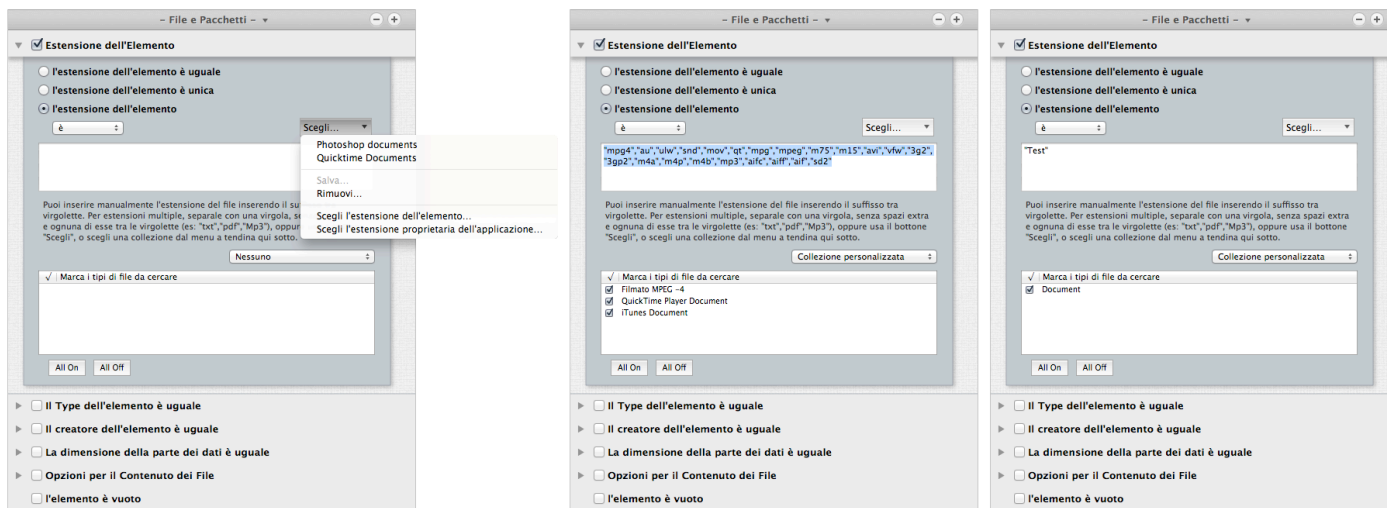 – File e Pacchetti –
Estensione dell'Elemento
l'estensione dell'elemento è uguale
l'estensione dell'elemento è unica
l'estensione dell'elemento
è
Scegli...
Photoshop documents
Quicktime Documents
Salva...
Rimuovi...
Scegli l'estensione dell'elemento...
Scegli l'estensione proprietaria dell'applicazione...
Puoi inserire manualmente l'estensione del file inserendo il su
virgolette. Per estensioni multiple, separale con una virgola, se
e ognuna di esse tra le virgolette (es: "txt","pdf","Mp3"), oppur
"Scegli", o scegli una collezione dal menu a tendina qui sotto.
Nessuno
√ Marca i tipi di file da cercare
All On All Off
Il Type dell'elemento è uguale
Il creatore dell'elemento è uguale
La dimensione della parte dei dati è uguale
Opzioni per il Contenuto dei File
l'elemento è vuoto
– File e Pacchetti –
Estensione dell'Elemento
l'estensione dell'elemento è uguale
l'estensione dell'elemento è unica
l'estensione dell'elemento
è
Scegli...
"mpg4","au","ulw","snd","mov","qt","mpg","mpeg","m75","m15","avi","vfw","3g2",
"3gp2","m4a","m4p","m4b","mp3","aifc","aiff","aif","sd2"
Puoi inserire manualmente l'estensione del file inserendo il suffisso tra
virgolette. Per estensioni multiple, separale con una virgola, senza spazi extra
e ognuna di esse tra le virgolette (es: "txt","pdf","Mp3"), oppure usa il bottone
"Scegli", o scegli una collezione dal menu a tendina qui sotto.
Collezione personalizzata
√ Marca i tipi di file da cercare
Filmato MPEG -4
QuickTime Player Document
iTunes Document
All On All Off
Il Type dell'elemento è uguale
Il creatore dell'elemento è uguale
La dimensione della parte dei dati è uguale
Opzioni per il Contenuto dei File
l'elemento è vuoto
– File e Pacchetti –
Estensione dell'Elemento
l'estensione dell'elemento è uguale
l'estensione dell'elemento è unica
l'estensione dell'elemento
è
Scegli...
"Test"
Puoi inserire manualmente l'estensione del file inserendo il suffisso tra
virgolette. Per estensioni multiple, separale con una virgola, senza spazi extra
e ognuna di esse tra le virgolette (es: "txt","pdf","Mp3"), oppure usa il bottone
"Scegli", o scegli una collezione dal menu a tendina qui sotto.
Collezione personalizzata
√ Marca i tipi di file da cercare
Document
All On All Off
Il Type dell'elemento è uguale
Il creatore dell'elemento è uguale
La dimensione della parte dei dati è uguale
Opzioni per il Contenuto dei File
l'elemento è vuoto